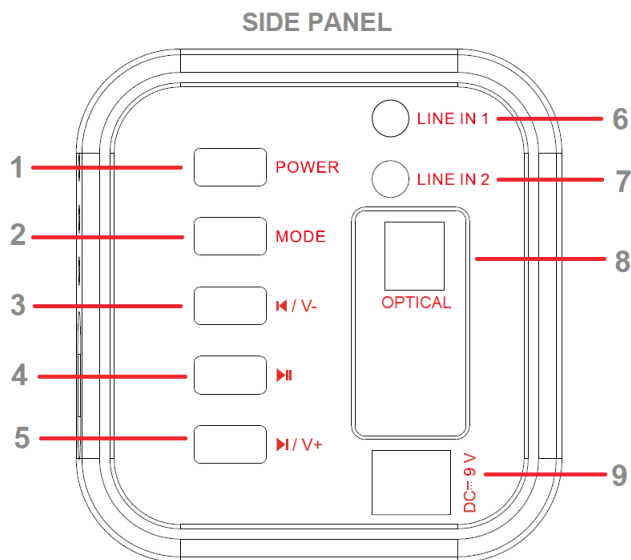 SIDE PANEL
1 POWER
2 MODE
3 / V-
4
5 / V+
LINE IN 1 6
LINE IN 2 7
8
OPTICAL
DC⎓ 9 V 9